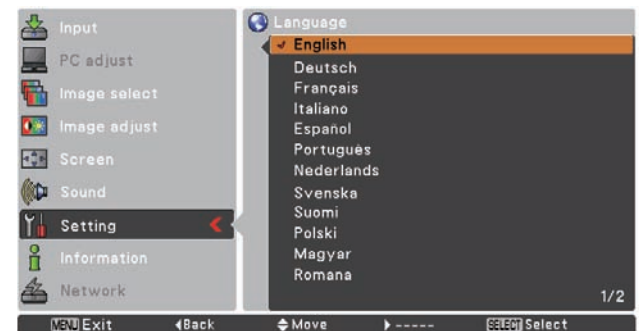 Input
PC adjust
Image select
Image adjust
Screen
Sound
Setting
Information
Network
Language
English
Deutsch
Français
Italiano
Español
Português
Nederlands
Svenska
Suomi
Polski
Magyar
Romana
1/2
MENU Exit
Back
Move
-----
SELECT Select